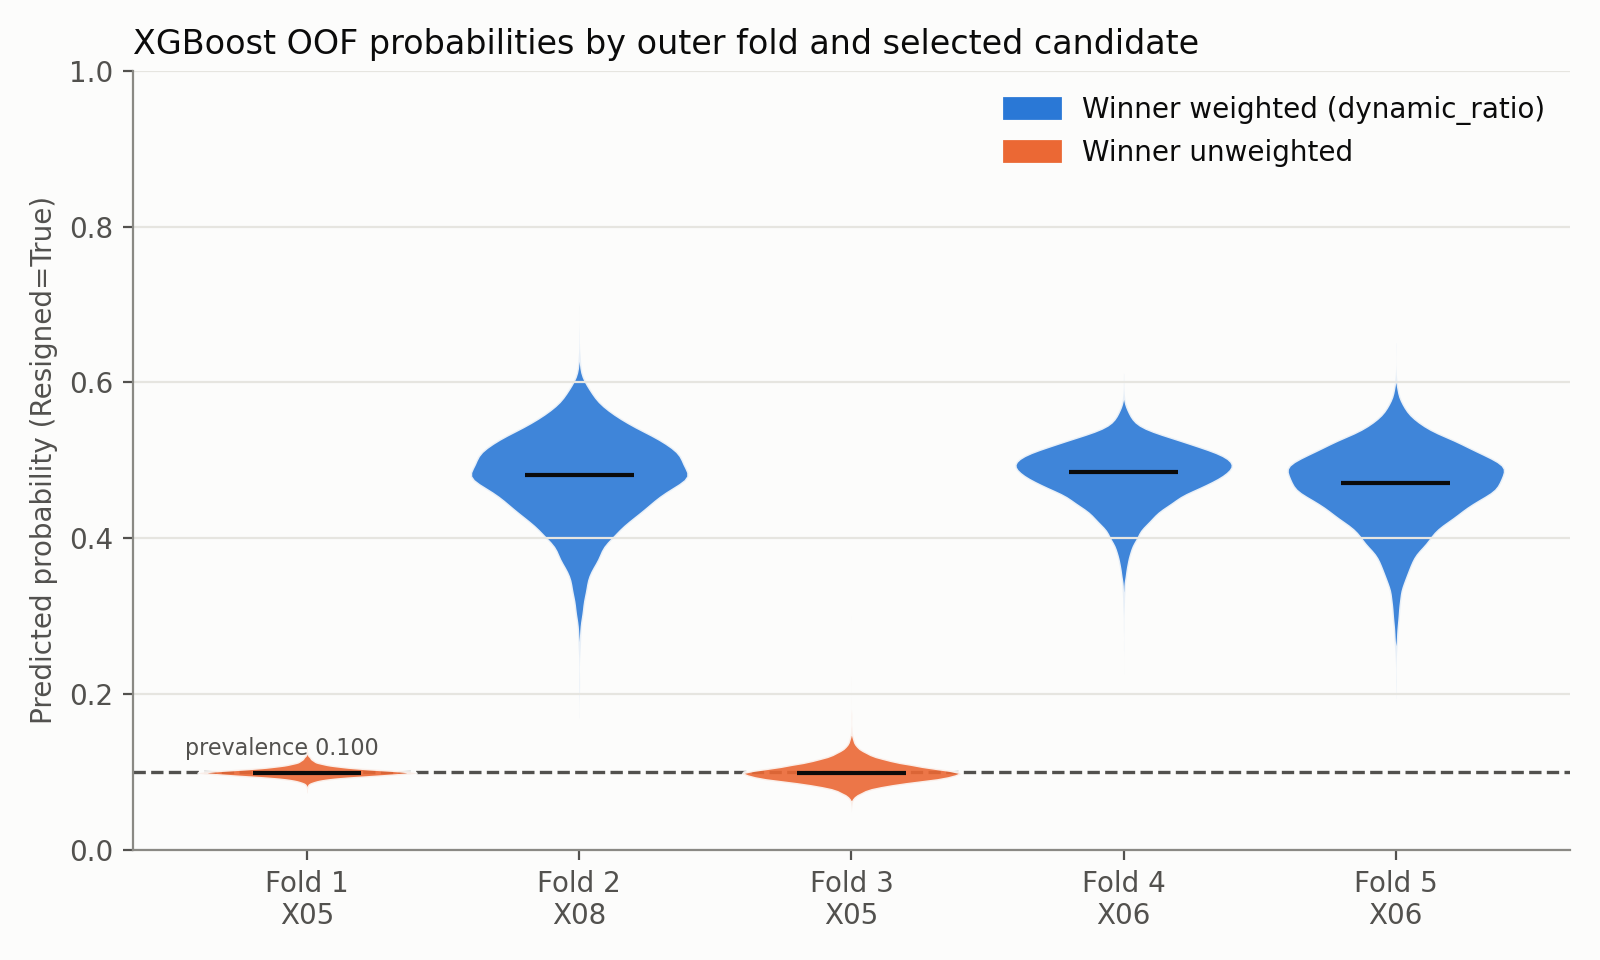 XGBoost OOF probabilities by outer fold and selected candidate
Winner weighted (dynamic_ratio)
Winner unweighted
Predicted probability (Resigned=True)
1.0
0.8
0.6
0.4
0.2
0.0
prevalence 0.100
Fold 1
X05
Fold 2
X08
Fold 3
X05
Fold 4
X06
Fold 5
X06